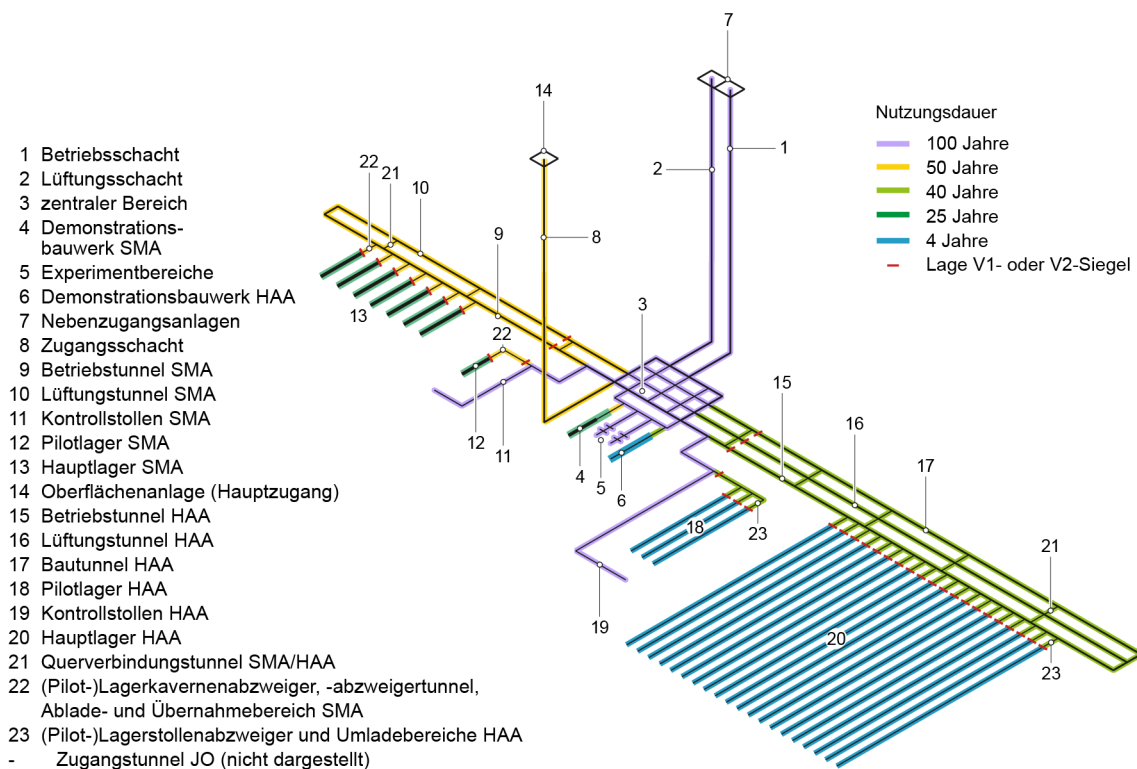 1 Betriebsschacht
2 Lüftungsschacht
3 zentraler Bereich
4 Demonstrations-
bauwerk SMA
5 Experimentbereiche
6 Demonstrationsbauwerk HAA
7 Nebenzugangsanlagen
8 Zugangsschacht
9 Betriebstunnel SMA
10 Lüftungstunnel SMA
11 Kontrollstollen SMA
12 Pilotlager SMA
13 Hauptlager SMA
14 Oberflächenanlage (Hauptzugang)
15 Betriebstunnel HAA
16 Lüftungstunnel HAA
17 Bautunnel HAA
18 Pilotlager HAA
19 Kontrollstollen HAA
20 Hauptlager HAA
21 Querverbindungstunnel SMA/HAA
22 (Pilot-)Lagerkavernenabzweiger, -abzweigertunnel,
Ablade- und Übernahmebereich SMA
23 (Pilot-)Lagerstollenabzweiger und Umladebereiche HAA
- Zugangstunnel JO (nicht dargestellt)
Nutzungsdauer
100 Jahre
50 Jahre
40 Jahre
25 Jahre
4 Jahre
Lage V1- oder V2-Siegel
7
14
1
2
22
21
10
9
8
13
22
3
12
11
4
5
6
15
16
17
18
23
19
20
21
23